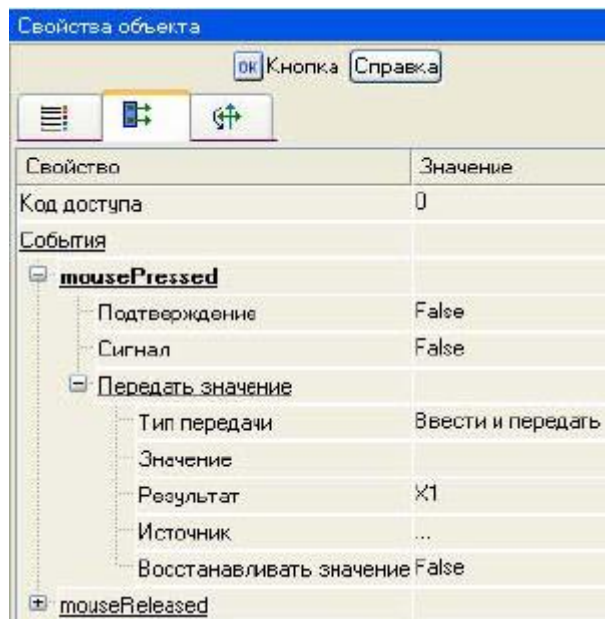 Свойства объекта
OK Кнопка Справка
Свойство Значение
Код доступа 0
События
mousePressed
Подтверждение False
Сигнал False
Передать значение
Тип передачи Ввести и передать
Значение
Результат X1
Источник ...
Восстанавливать значение False
mouseReleased